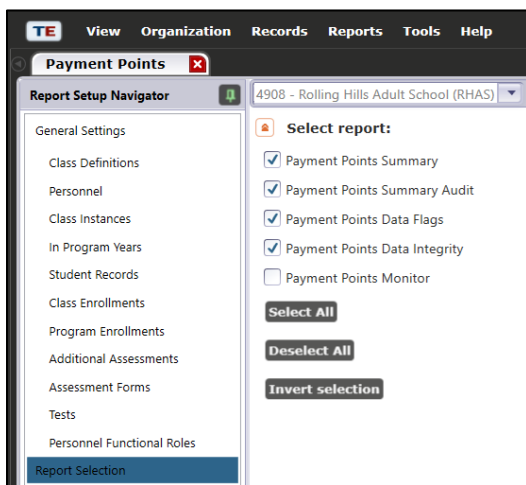 TE View Organization Records Reports Tools Help
Payment Points
Report Setup Navigator
4908 - Rolling Hills Adult School (RHAS)
General Settings
Class Definitions
Personnel
Class Instances
In Program Years
Student Records
Class Enrollments
Program Enrollments
Additional Assessments
Assessment Forms
Tests
Personnel Functional Roles
Report Selection
Select report:
Payment Points Summary
Payment Points Summary Audit
Payment Points Data Flags
Payment Points Data Integrity
Payment Points Monitor
Select All
Deselect All
Invert selection